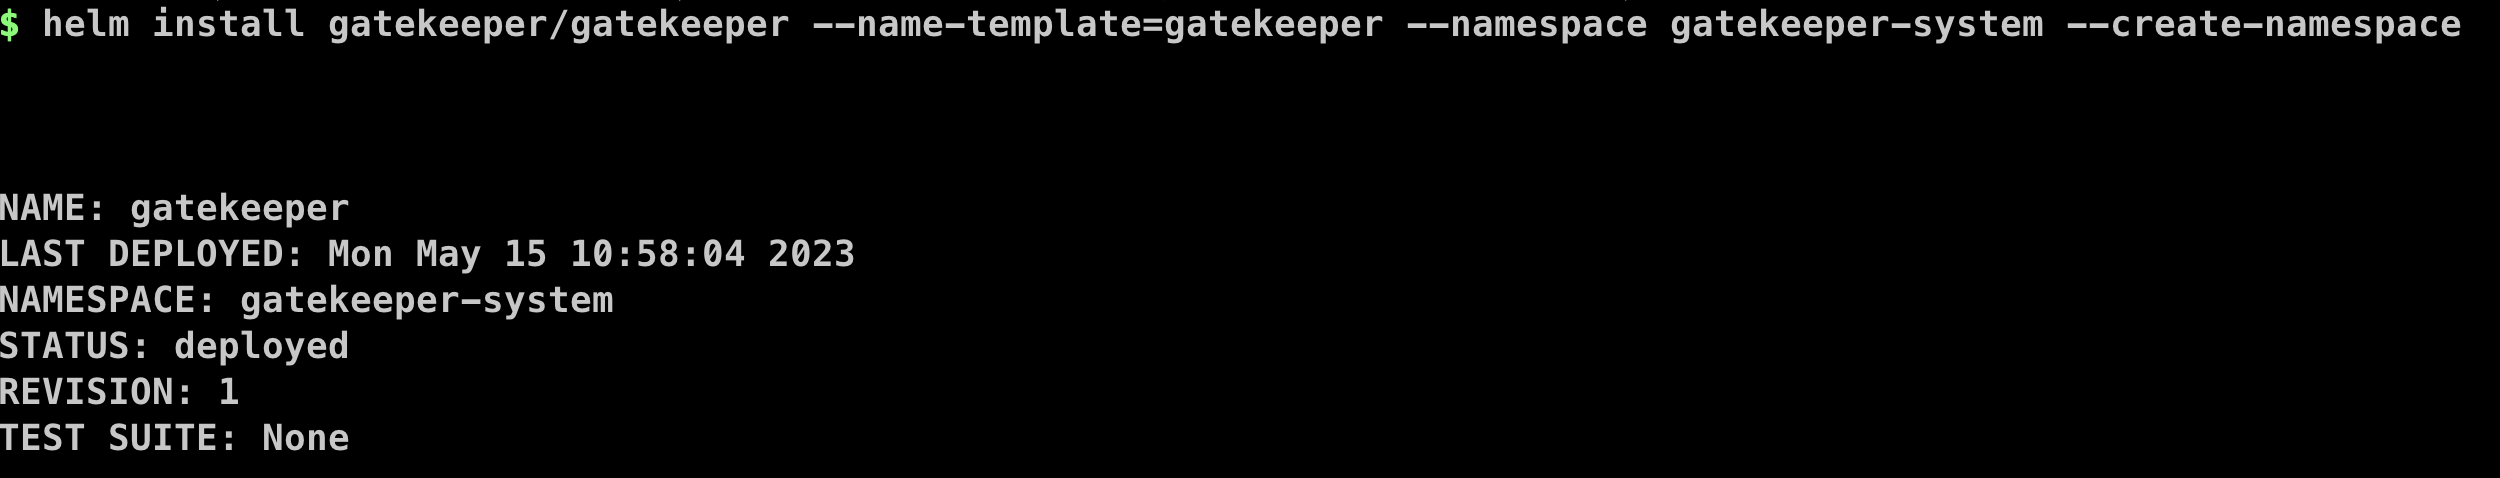 $ helm install gatekeeper/gatekeeper --name-template=gatekeeper --namespace gatekeeper-system --create-namespace
NAME: gatekeeper
LAST DEPLOYED: Mon May 15 10:58:04 2023
NAMESPACE: gatekeeper-system
STATUS: deployed
REVISION: 1
TEST SUITE: None